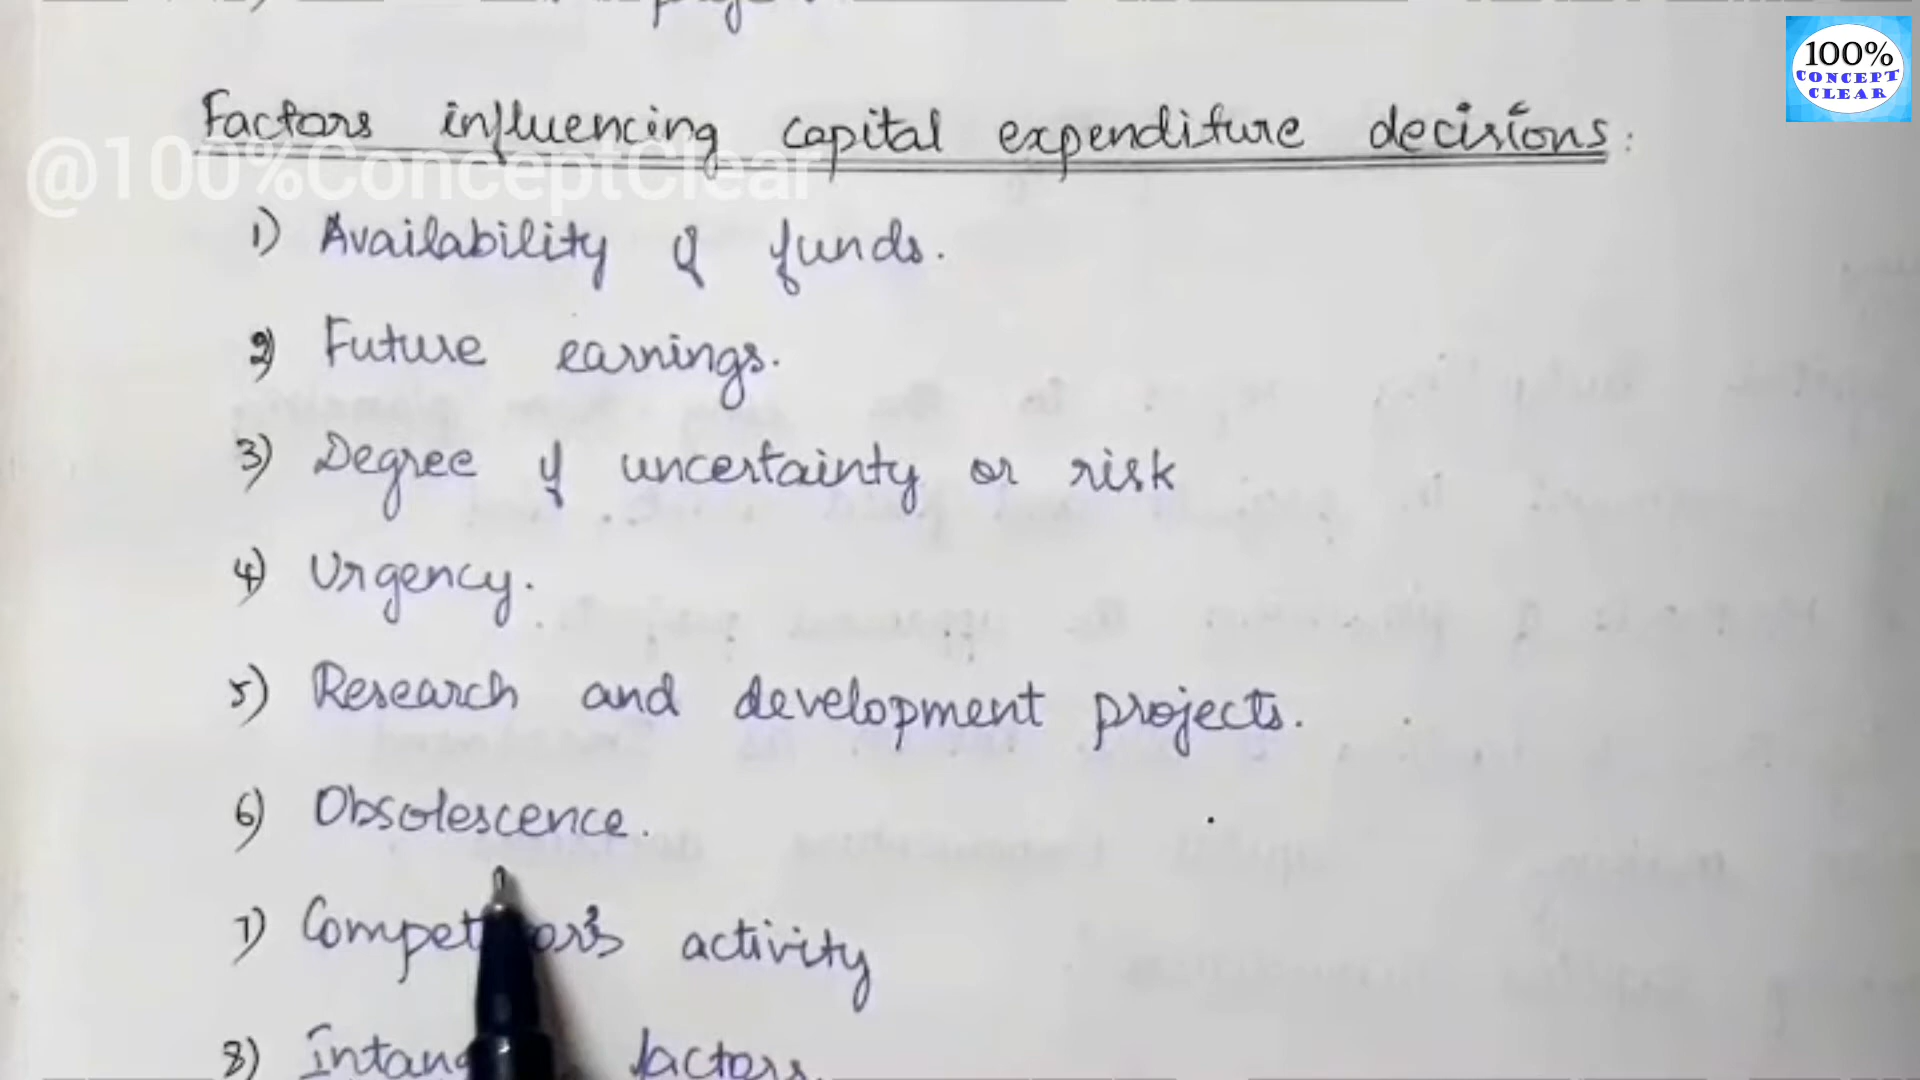 100%
CONCEPT
CLEAR
Factors influencing capital expenditure decisions:
@100%ConceptClear
1) Availability of funds.
2) Future earnings.
3) Degree of uncertainty or risk
4) Urgency.
5) Research and development projects.
6) Obsolescence.
7) Competitor's activity
8) factors.